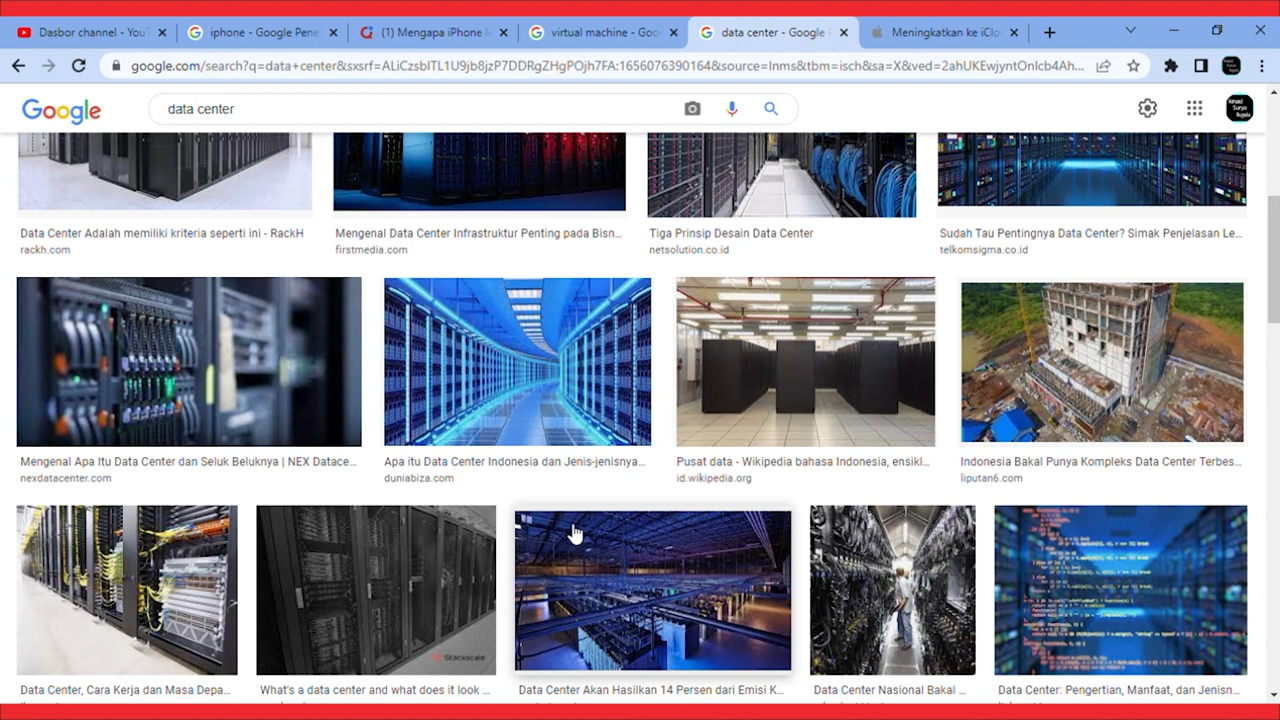 Dasbor channel - YouT
iphone - Google Pene
(1) Mengapa iPhone le
virtual machine - Goo
data center - Google P
Meningkatkan ke iClo
google.com/search?q=data+center&sxsrf=ALiCzsblTL1U9jb8jzP7DDRgZHgPOjh7FA:1656076390164&source=lnms&tbm=isch&sa=X&ved=2ahUKEwjyntOnlcb4Ah...
Google
data center
Data Center Adalah memiliki kriteria seperti ini - RackH
Mengenal Data Center Infrastruktur Penting pada Bisn...
Tiga Prinsip Desain Data Center
Sudah Tau Pentingnya Data Center? Simak Penjelasan Le...
rackh.com
firstmedia.com
netsolution.co.id
telkomsigma.co.id
Mengenal Apa Itu Data Center dan Seluk Beluknya | NEX Datace...
Apa itu Data Center Indonesia dan Jenis-jenisnya...
Pusat data - Wikipedia bahasa Indonesia, ensikl...
Indonesia Bakal Punya Kompleks Data Center Terbes...
nexdatacenter.com
duniabiza.com
id.wikipedia.org
liputan6.com
Stackscale
Data Center, Cara Kerja dan Masa Depa...
What's a data center and what does it look ...
Data Center Akan Hasilkan 14 Persen dari Emisi K...
Data Center Nasional Bakal ...
Data Center: Pengertian, Manfaat, dan Jenisn...